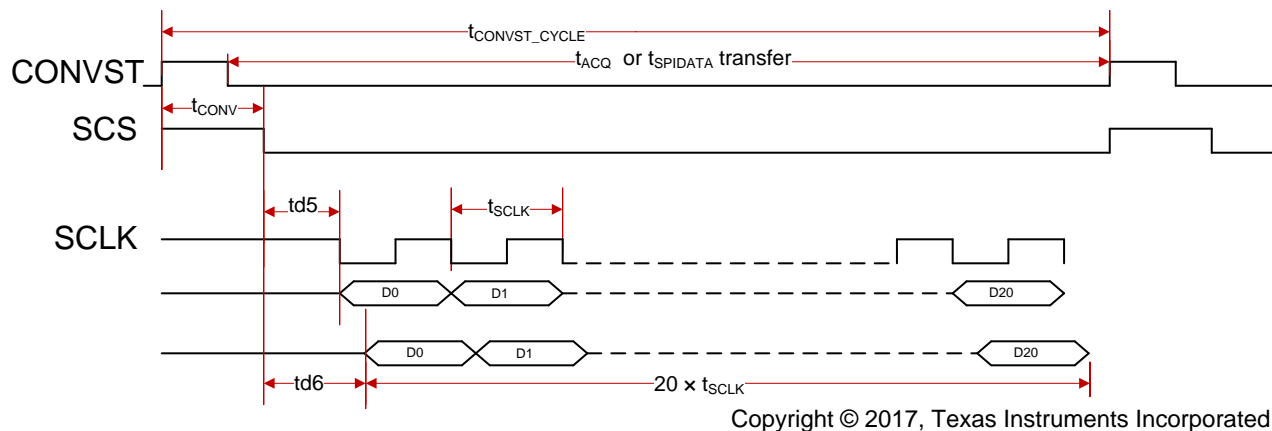 tCONVST_CYCLE
CONVST
tACQ or tSPIDATA transfer
tCONV
SCS
td5
tSCLK
SCLK
D0 D1 D20
D0 D1 D20
td6
20 × tSCLK
Copyright © 2017, Texas Instruments Incorporated